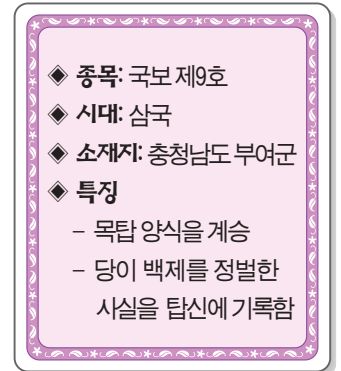 ◈ 종목: 국보 제9호
◈ 시대: 삼국
◈ 소재지: 충청남도 부여군
◈ 특징
– 목탑 양식을 계승
– 당이 백제를 정벌한
사실을 탑신에 기록함